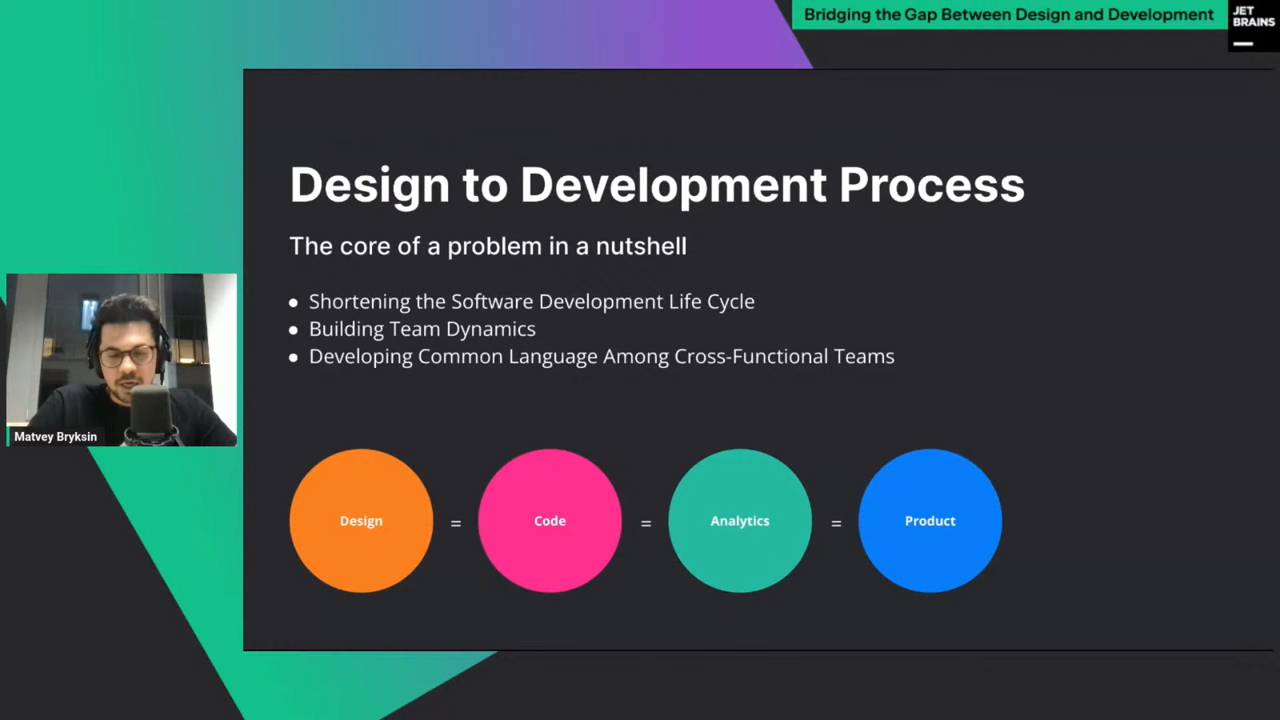 Bridging the Gap Between Design and Development
JET
BRAINS
Design to Development Process
The core of a problem in a nutshell
• Shortening the Software Development Life Cycle
• Building Team Dynamics
• Developing Common Language Among Cross-Functional Teams
Matvey Bryksin
Design = Code = Analytics = Product